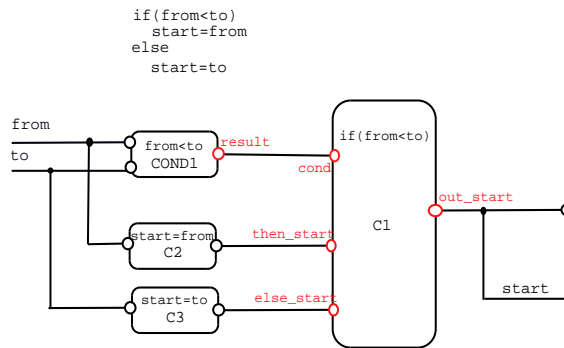 if(from<to)
start=from
else
start=to
from
to
from<to
COND1
result
cond
if(from<to)
C1
out_start
start
start=from
C2
then_start
start=to
C3
else_start